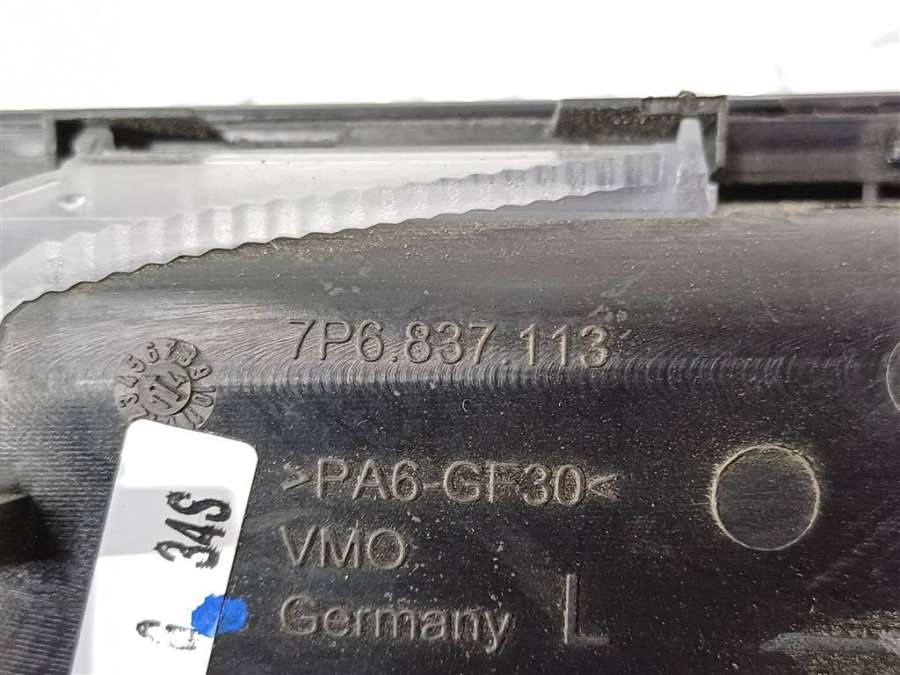 7P6.837.113
>PA6-GF30<
VMO
Germany L
34S